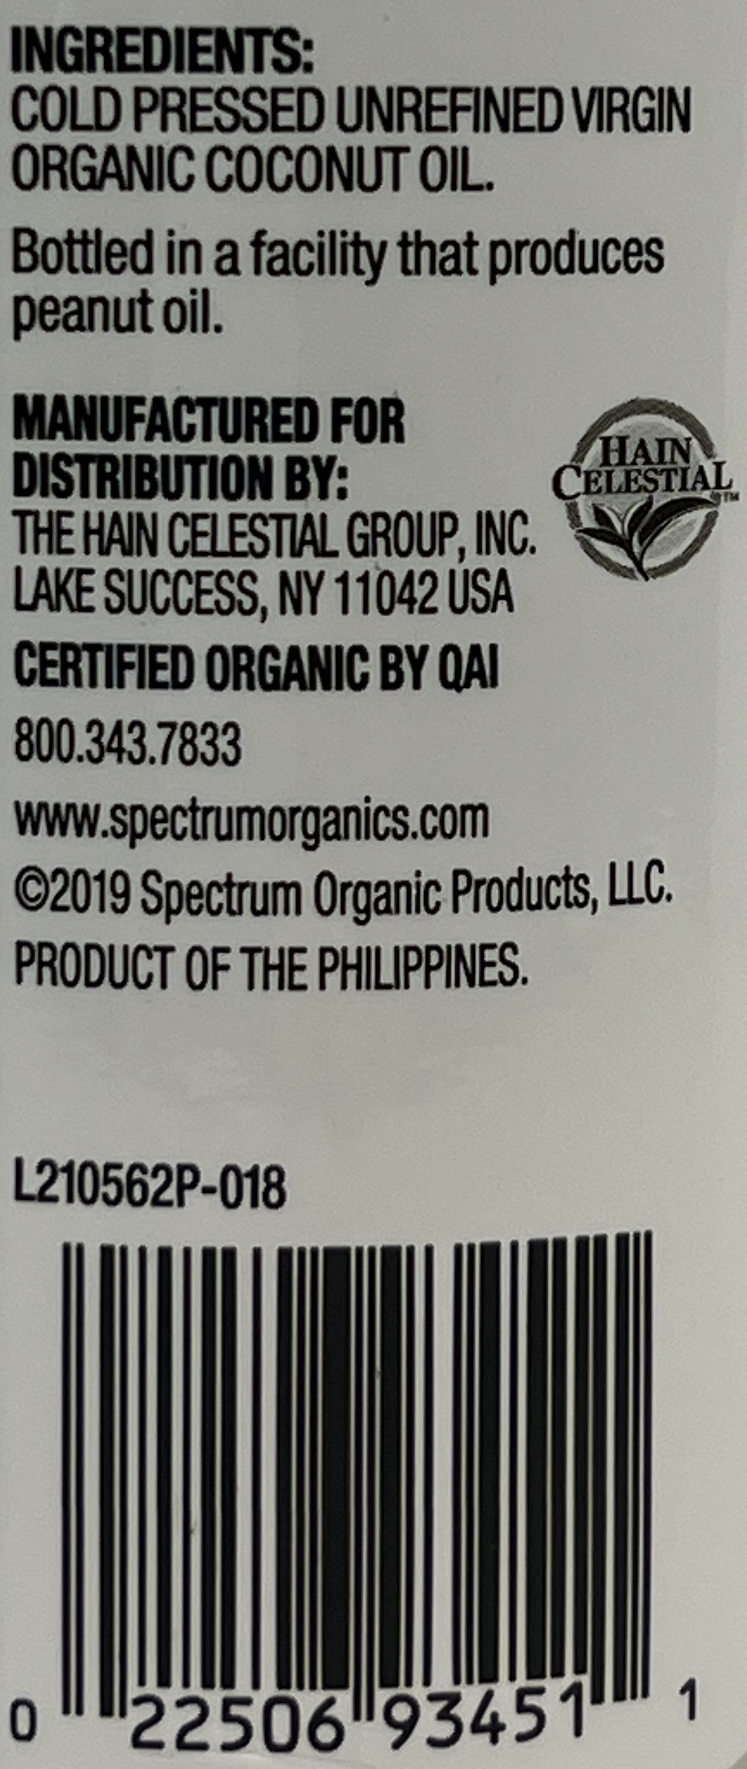 INGREDIENTS:
COLD PRESSED UNREFINED VIRGIN
ORGANIC COCONUT OIL.
Bottled in a facility that produces
peanut oil.
MANUFACTURED FOR
DISTRIBUTION BY:
THE HAIN CELESTIAL GROUP, INC.
LAKE SUCCESS, NY 11042 USA
HAIN
CELESTIAL
CERTIFIED ORGANIC BY QAI
800.343.7833
www.spectrumorganics.com
©2019 Spectrum Organic Products, LLC.
PRODUCT OF THE PHILIPPINES.
L210562P-018
0 22506 93451 1